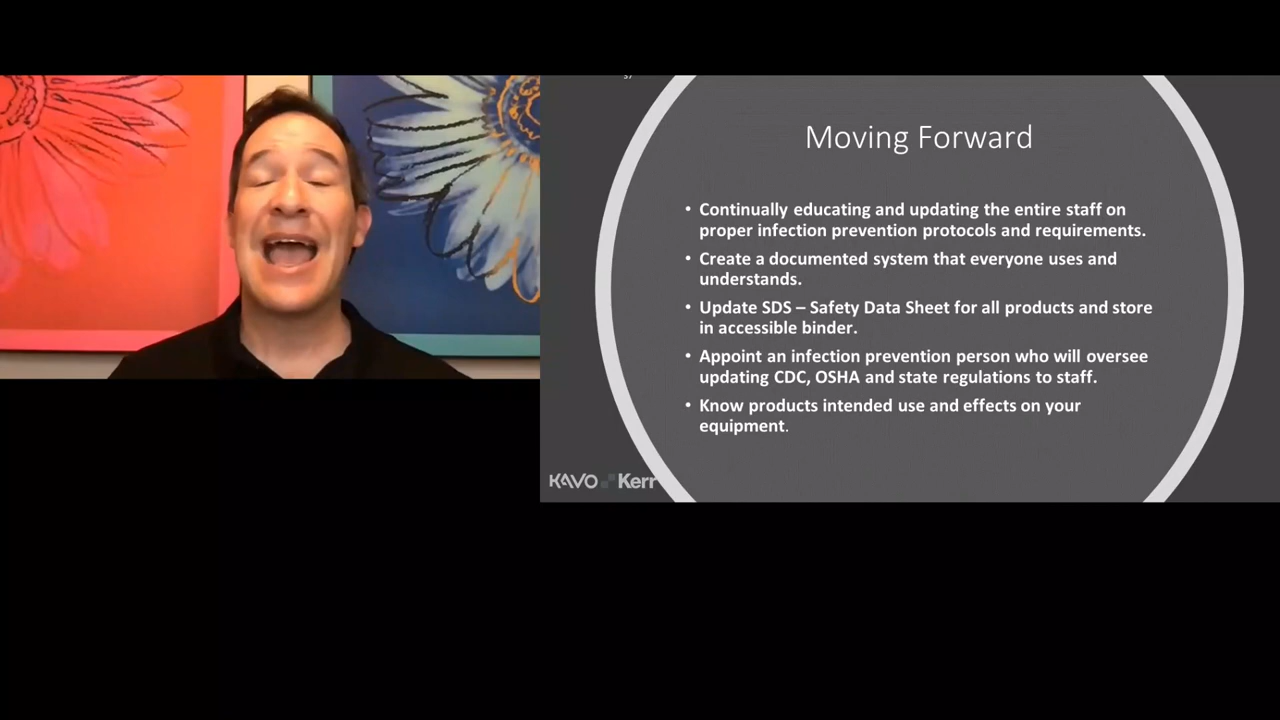 Moving Forward
• Continually educating and updating the entire staff on
proper infection prevention protocols and requirements.
• Create a documented system that everyone uses and
understands.
• Update SDS – Safety Data Sheet for all products and store
in accessible binder.
• Appoint an infection prevention person who will oversee
updating CDC, OSHA and state regulations to staff.
• Know products intended use and effects on your
equipment.
KAVO Kerr